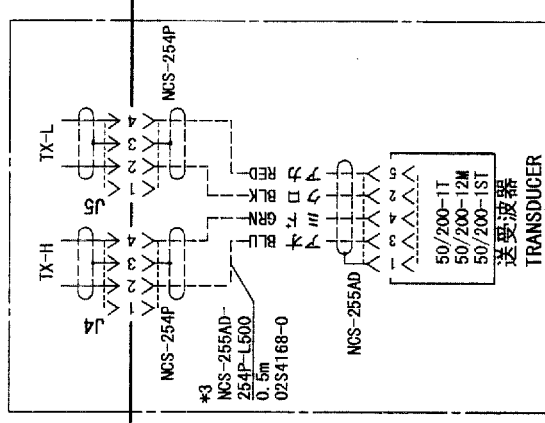 TX-H
TX-L
J4
1 2 3 4
J5
1 2 3 4
NCS-254P
NCS-254P
*3
NCS-255AD-
254P-L500
0.5m
02S4168-0
BLU
GRN
BLK
RED
アオ
ミドリ
クロ
アカ
NCS-255AD
1 3 4 2 5
50/200-1T
50/200-12M
50/200-1ST
送受波器
TRANSDUCER